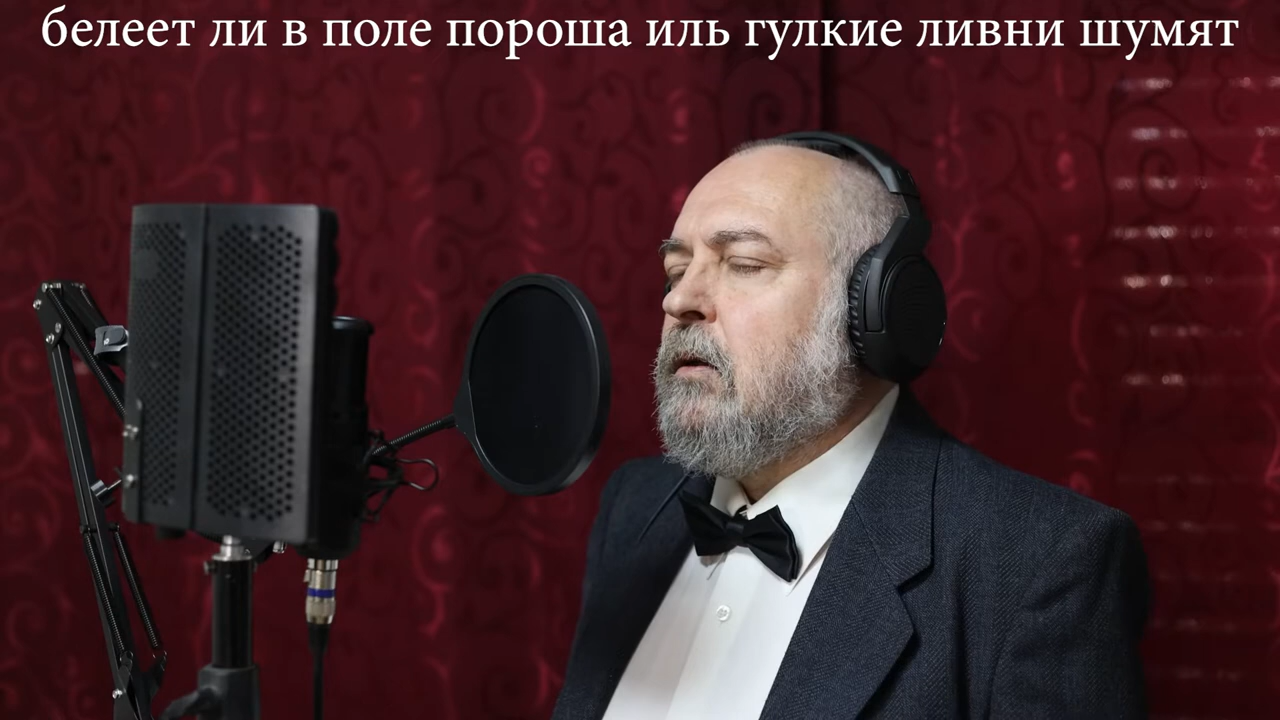 белеет ли в поле пороша иль гулкие ливни шумят